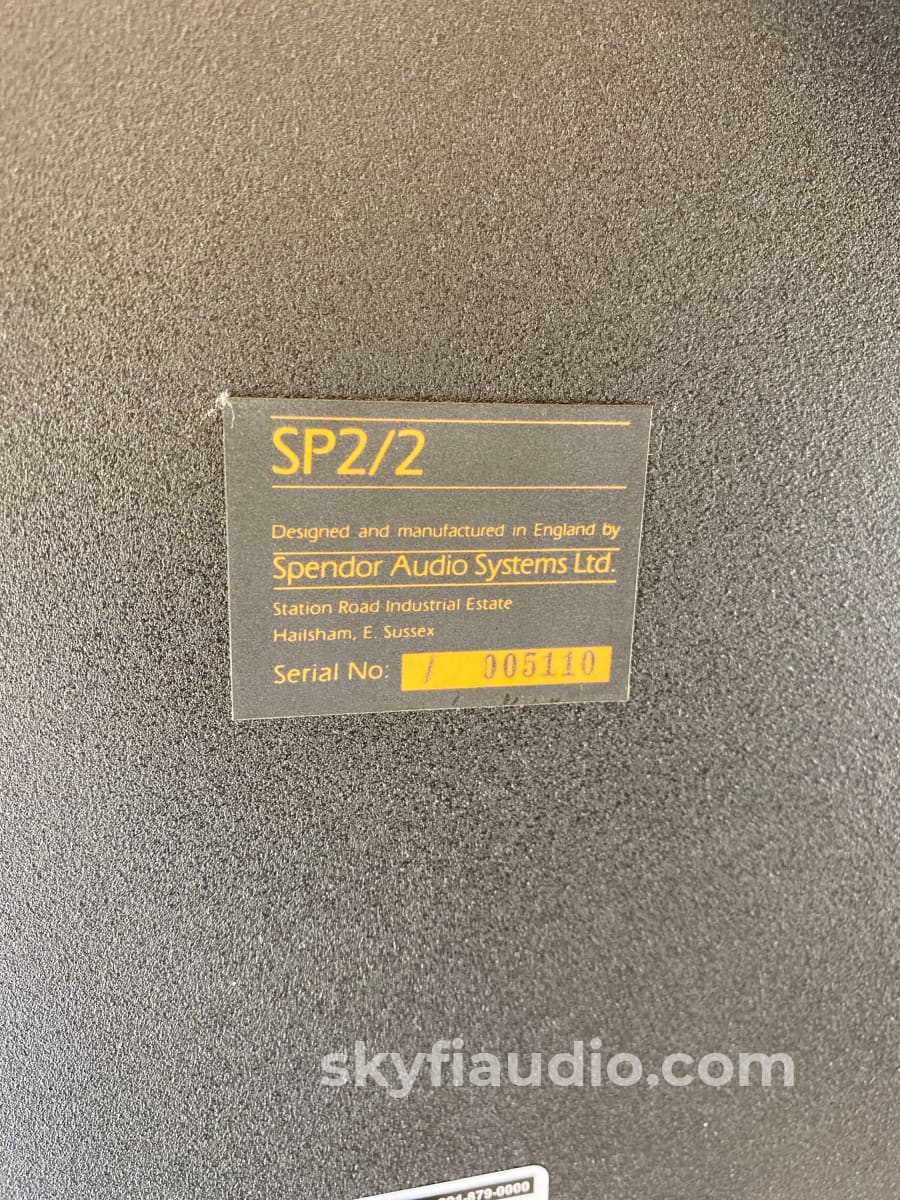 SP2/2
Designed and manufactured in England by
Spendor Audio Systems Ltd.
Station Road Industrial Estate
Hailsham, E. Sussex
Serial No: / 005110
skyfiaudio.com